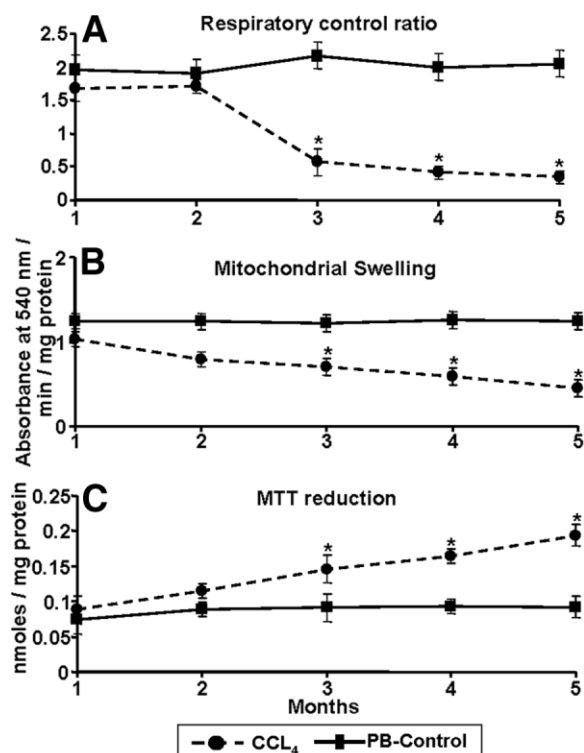 A
Respiratory control ratio
2.5
2
1.5
1
0.5
0
*
*
*
1 2 3 4 5
B
Mitochondrial Swelling
Absorbance at 540 nm /
min / mg protein
2
1
0
*
*
*
1 2 3 4 5
C
MTT reduction
nmoles / mg protein
0.25
0.2
0.15
0.1
0.05
0
*
*
*
1 2 3 4 5
Months
CCL₄ PB-Control